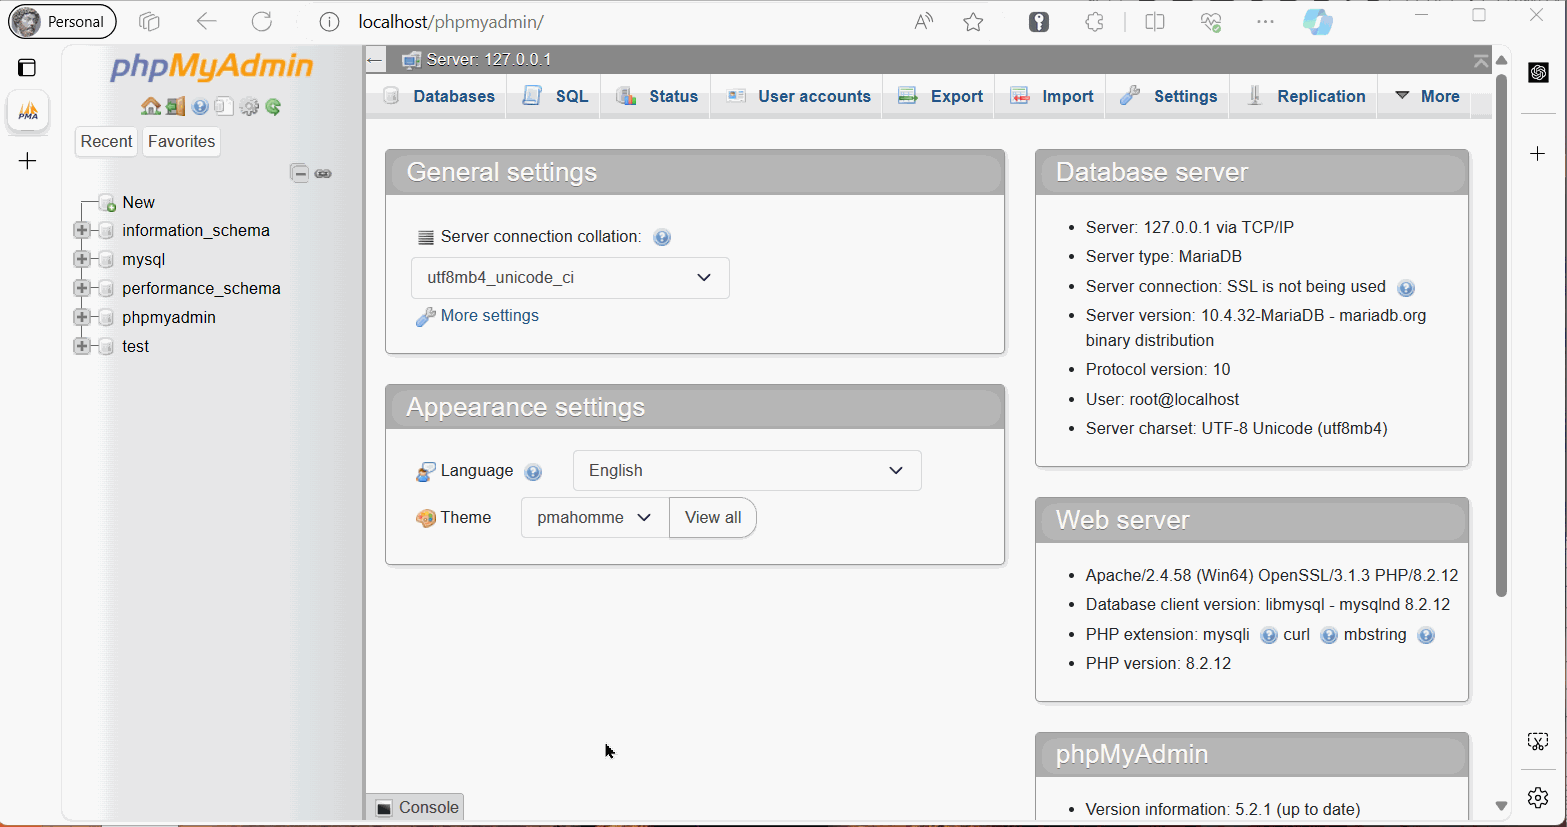 Personal
localhost/phpmyadmin/
phpMyAdmin
Recent
Favorites
New
information_schema
mysql
performance_schema
phpmyadmin
test
PMA
Server: 127.0.0.1
Databases
SQL
Status
User accounts
Export
Import
Settings
Replication
More
General settings
Server connection collation:
utf8mb4_unicode_ci
More settings
Appearance settings
Language
English
Theme
pmahomme
View all
Database server
Server: 127.0.0.1 via TCP/IP
Server type: MariaDB
Server connection: SSL is not being used
Server version: 10.4.32-MariaDB - mariadb.org
binary distribution
Protocol version: 10
User: root@localhost
Server charset: UTF-8 Unicode (utf8mb4)
Web server
Apache/2.4.58 (Win64) OpenSSL/3.1.3 PHP/8.2.12
Database client version: libmysql - mysqlnd 8.2.12
PHP extension: mysqli curl mbstring
PHP version: 8.2.12
phpMyAdmin
Version information: 5.2.1 (up to date)
Console